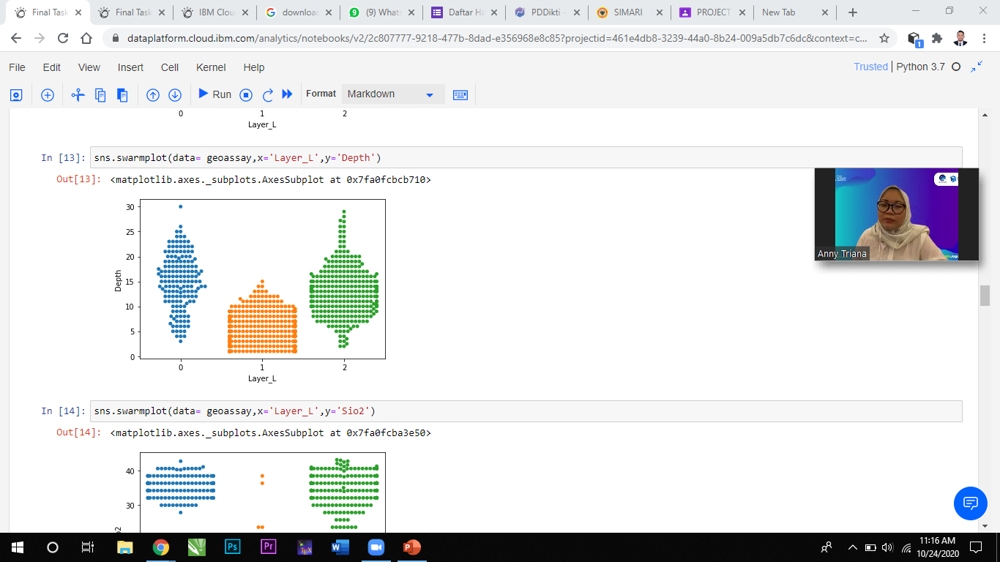 Final Task
Final Task
IBM Clou
download
(9) Whats
Daftar Ha
PDDikti -
SIMARI
PROJECT
New Tab
dataplatform.cloud.ibm.com/analytics/notebooks/v2/2c807777-9218-477b-8dad-e356968e8c85?projectid=461e4db8-3239-44a0-8b24-009a5db7c6dc&context=c...
1
File Edit View Insert Cell Kernel Help
Trusted | Python 3.7
Run
Format
Markdown
0 1 2
Layer_L
In [13]: sns.swarmplot(data= geoassay,x='Layer_L',y='Depth')
Out[13]: <matplotlib.axes._subplots.AxesSubplot at 0x7fa0fcbcb710>
30
25
20
15
10
5
0
Depth
0 1 2
Layer_L
Anny Triana
In [14]: sns.swarmplot(data= geoassay,x='Layer_L',y='Sio2')
Out[14]: <matplotlib.axes._subplots.AxesSubplot at 0x7fa0fcba3e50>
40
30
Ps
Pr
11:16 AM
10/24/2020